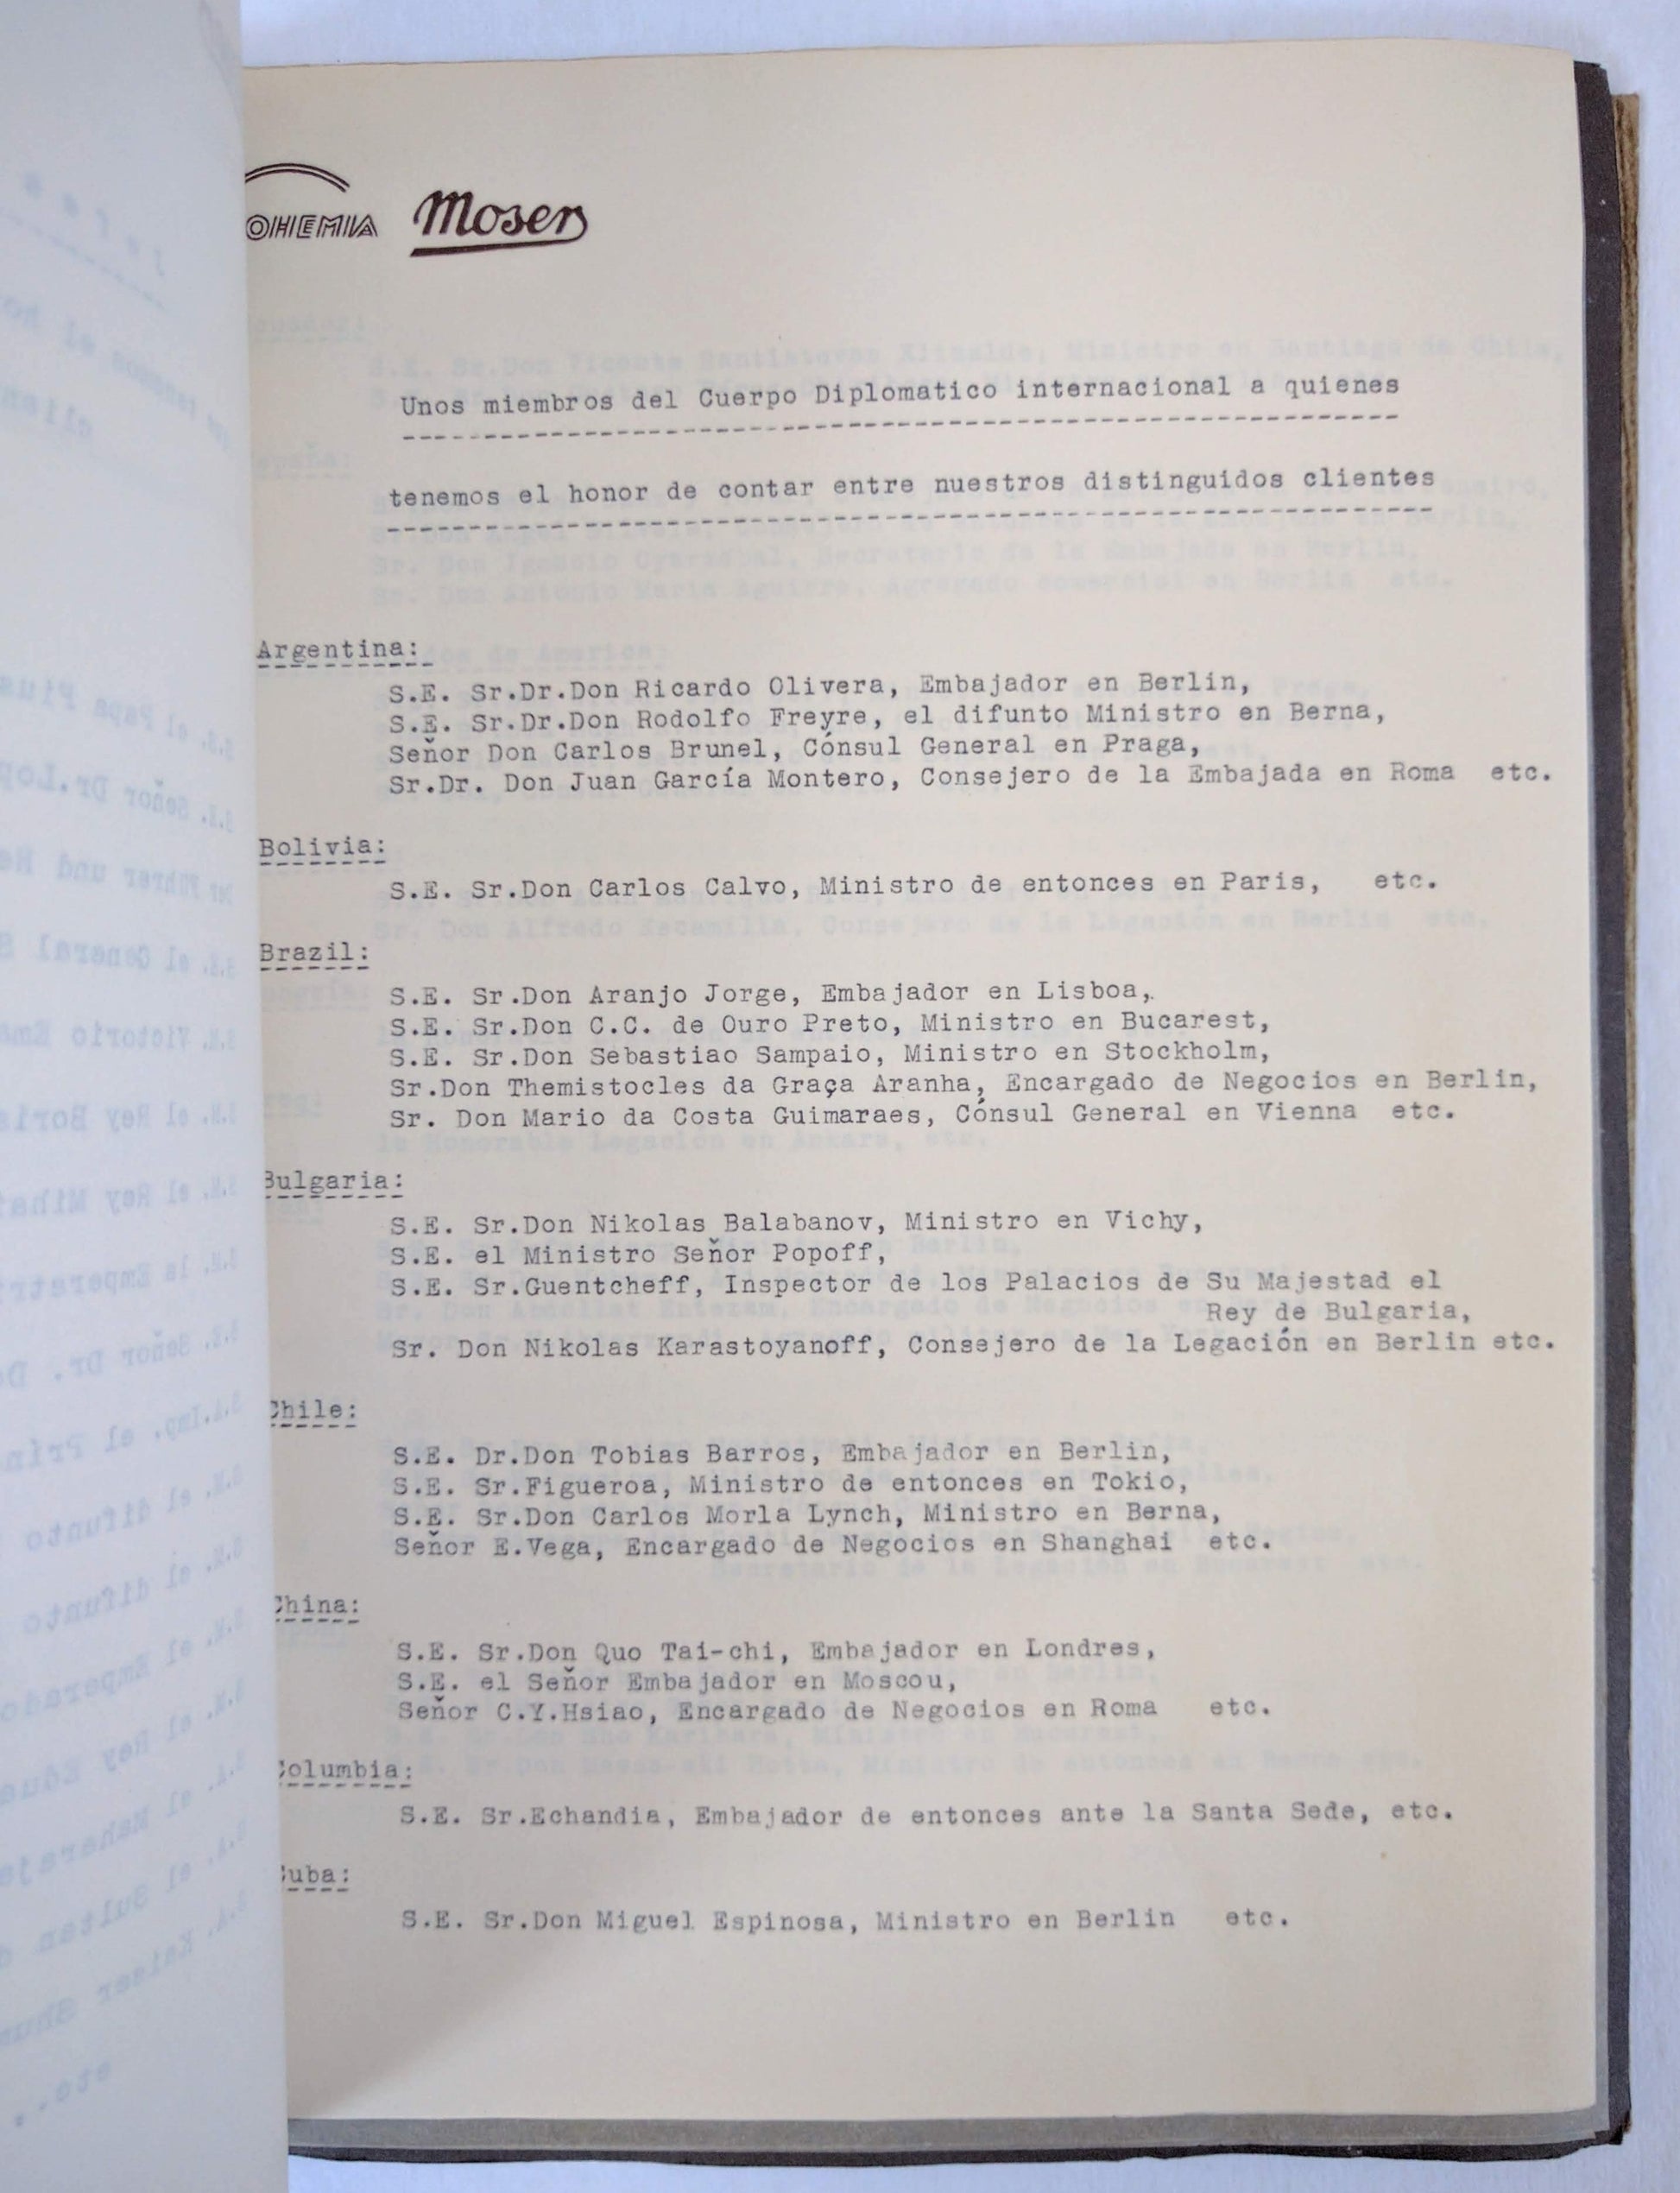 OHEMIA Moser
Unos miembros del Cuerpo Diplomatico internacional a quienes
tenemos el honor de contar entre nuestros distinguidos clientes
Argentina:
S.E. Sr.Dr.Don Ricardo Olivera, Embajador en Berlin,
S.E. Sr.Dr.Don Rodolfo Freyre, el difunto Ministro en Berna,
Seňor Don Carlos Brunel, Cónsul General en Praga,
Sr.Dr. Don Juan García Montero, Consejero de la Embajada en Roma etc.
Bolivia:
S.E. Sr.Don Carlos Calvo, Ministro de entonces en Paris, etc.
Brazil:
S.E. Sr.Don Aranjo Jorge, Embajador en Lisboa,
S.E. Sr.Don C.C. de Ouro Preto, Ministro en Bucarest,
S.E. Sr.Don Sebastiao Sampaio, Ministro en Stockholm,
Sr.Don Themistocles da Graça Aranha, Encargado de Negocios en Berlin,
Sr. Don Mario da Costa Guimaraes, Cónsul General en Vienna etc.
Bulgaria:
S.E. Sr.Don Nikolas Balabanov, Ministro en Vichy,
S.E. el Ministro Seňor Popoff,
S.E. Sr.Guentcheff, Inspector de los Palacios de Su Majestad el
Rey de Bulgaria,
Sr. Don Nikolas Karastoyanoff, Consejero de la Legación en Berlin etc.
Chile:
S.E. Dr.Don Tobias Barros, Embajador en Berlin,
S.E. Sr.Figueroa, Ministro de entonces en Tokio,
S.E. Sr.Don Carlos Morla Lynch, Ministro en Berna,
Seňor E.Vega, Encargado de Negocios en Shanghai etc.
China:
S.E. Sr.Don Quo Tai-chi, Embajador en Londres,
S.E. el Seňor Embajador en Moscou,
Seňor C.Y.Hsiao, Encargado de Negocios en Roma etc.
Columbia:
S.E. Sr.Echandia, Embajador de entonces ante la Santa Sede, etc.
Cuba:
S.E. Sr.Don Miguel Espinosa, Ministro en Berlin etc.